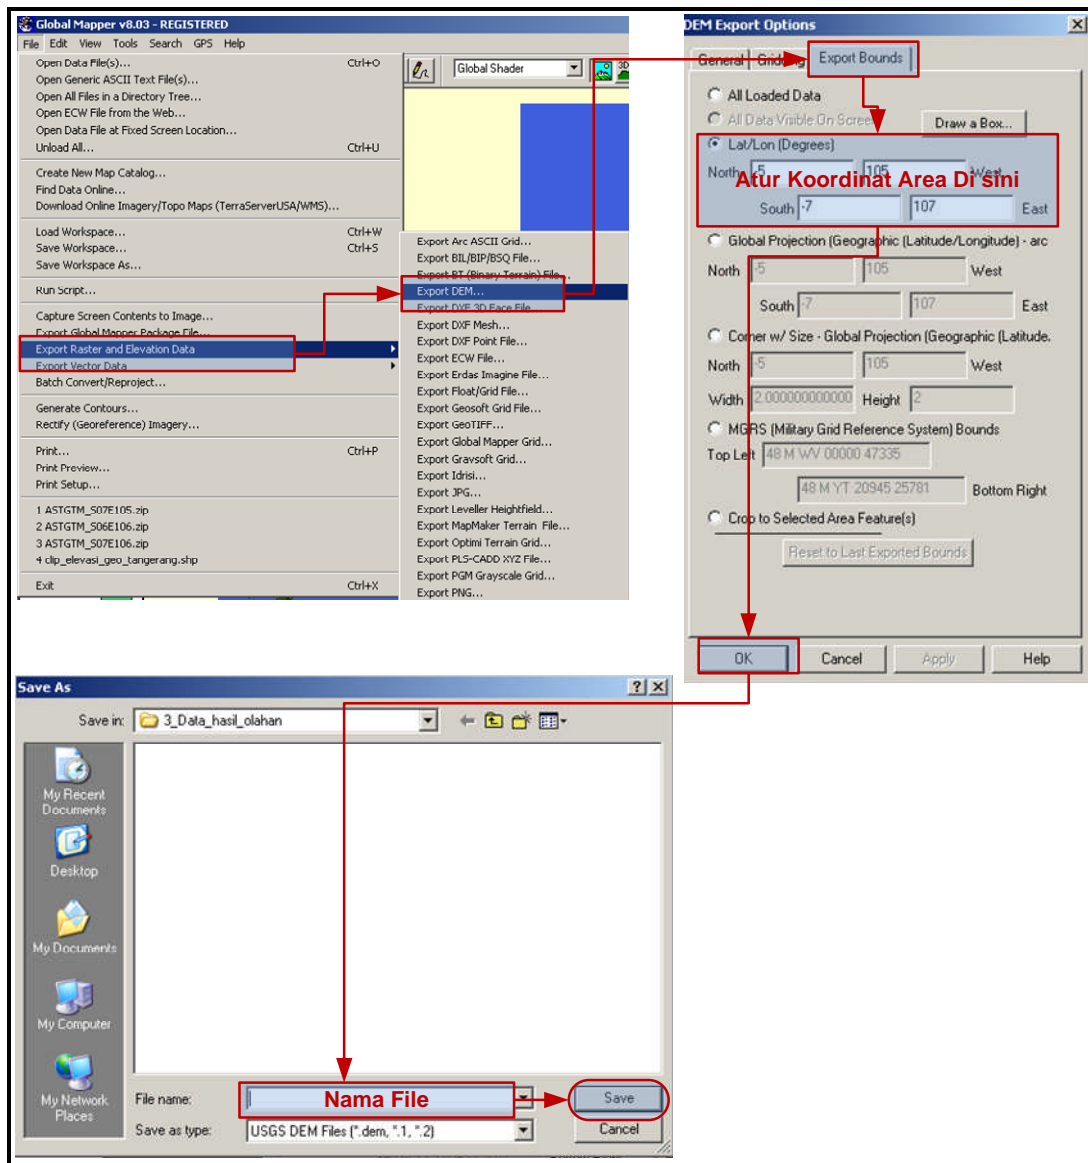 Global Mapper v8.03 - REGISTERED
File Edit View Tools Search GPS Help
Open Data File(s)... Ctrl+O
Open Generic ASCII Text File(s)...
Open All Files in a Directory Tree...
Open ECW File from the Web...
Open Data File at Fixed Screen Location...
Unload All... Ctrl+U
Create New Map Catalog...
Find Data Online...
Download Online Imagery/Topo Maps (TerraServerUSA/WMS)...
Load Workspace... Ctrl+W
Save Workspace... Ctrl+S
Save Workspace As...
Run Script...
Capture Screen Contents to Image...
Export Global Mapper Package File...
Export Raster and Elevation Data
Export Vector Data
Batch Convert/Reproject...
Generate Contours...
Rectify (Georeference) Imagery...
Print... Ctrl+P
Print Preview...
Print Setup...
1 ASTGTM_S07E105.zip
2 ASTGTM_S06E106.zip
3 ASTGTM_S07E106.zip
4 clip_elevasi_geo_tangerang.shp
Exit Ctrl+X
Global Shader
3D
Export Arc ASCII Grid...
Export BIL/BIP/BSQ File...
Export BT (Binary Terrain) File...
Export DEM...
Export DXF 3D Face File...
Export DXF Mesh...
Export DXF Point File...
Export ECW File...
Export Erdas Imagine File...
Export Float/Grid File...
Export Geosoft Grid File...
Export GeoTIFF...
Export Global Mapper Grid...
Export Gravsoft Grid...
Export Idrisi...
Export JPG...
Export Leveller Heightfield...
Export MapMaker Terrain File...
Export Optimi Terrain Grid...
Export PLS-CADD XYZ File...
Export PGM Grayscale Grid...
Export PNG...
DEM Export Options
General Gridding Export Bounds
All Loaded Data
All Data Visible On Screen Draw a Box...
Lat/Lon (Degrees)
North -5 105 West
Atur Koordinat Area Di sini
South -7 107 East
Global Projection (Geographic (Latitude/Longitude) - arc
North -5 105 West
South -7 107 East
Corner w/ Size - Global Projection (Geographic (Latitude.
North -5 105 West
Width 2.000000000000 Height 2
MGRS (Military Grid Reference System) Bounds
Top Left 48 M WV 00000 47335
48 M YT 20945 25781 Bottom Right
Crop to Selected Area Feature(s)
Reset to Last Exported Bounds
OK Cancel Apply Help
Save As
Save in: 3_Data_hasil_olahan
My Recent
Documents
Desktop
My Documents
My Computer
My Network
Places
File name: Nama File Save
Save as type: USGS DEM Files (*.dem, *.1, *.2) Cancel